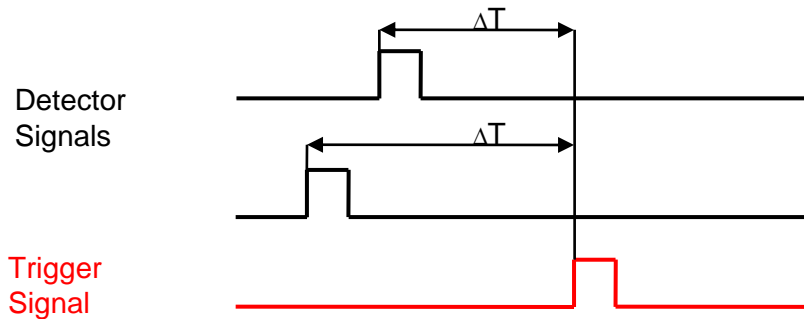 ΔT
Detector
Signals
ΔT
Trigger
Signal